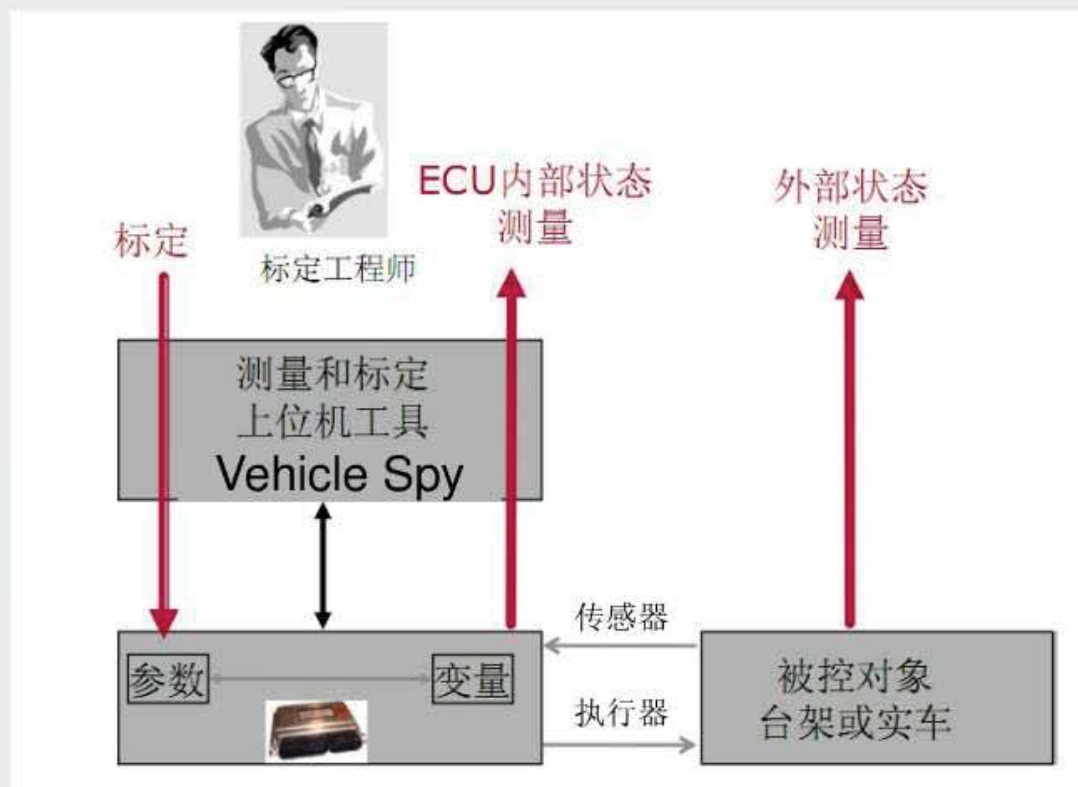 标定
标定工程师
ECU内部状态
测量
外部状态
测量
测量和标定
上位机工具
Vehicle Spy
参数
变量
传感器
执行器
被控对象
台架或实车